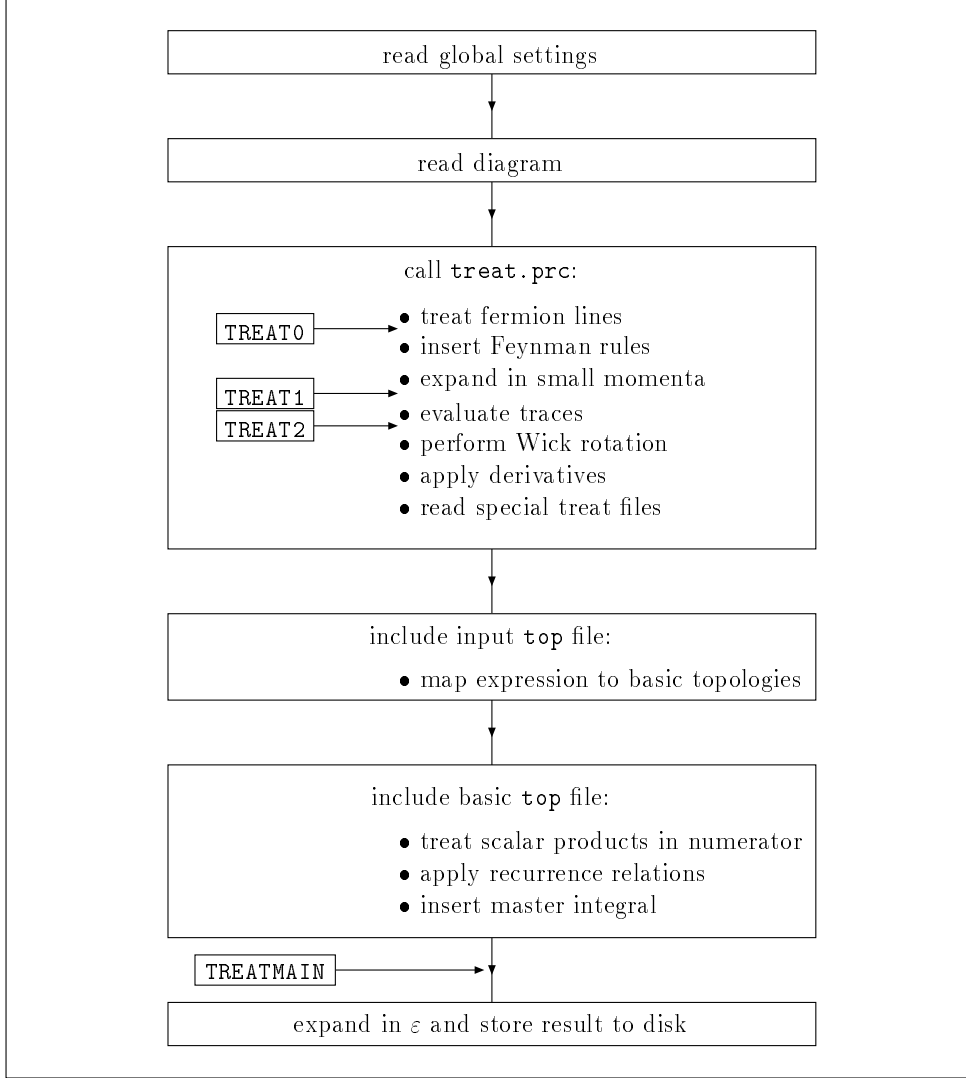 read global settings
read diagram
call treat.prc:
• treat fermion lines
TREAT0
• insert Feynman rules
• expand in small momenta
TREAT1
• evaluate traces
TREAT2
• perform Wick rotation
• apply derivatives
• read special treat files
include input top file:
• map expression to basic topologies
include basic top file:
• treat scalar products in numerator
• apply recurrence relations
• insert master integral
TREATMAIN
expand in ε and store result to disk